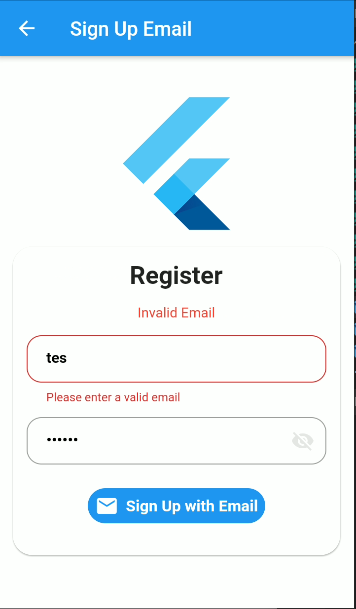 Sign Up Email
Register
Invalid Email
tes
Please enter a valid email
••••••
Sign Up with Email